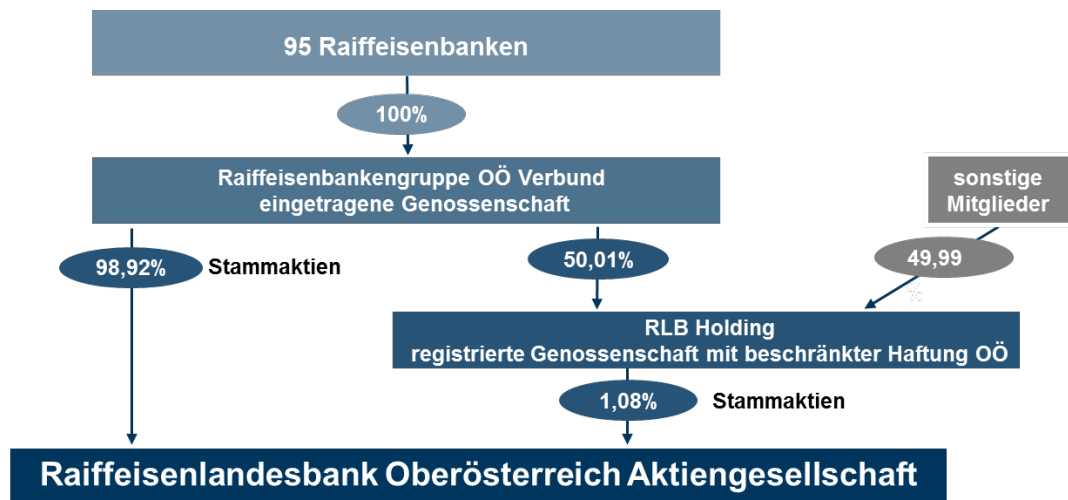 95 Raiffeisenbanken
100%
Raiffeisenbankengruppe OÖ Verbund
eingetragene Genossenschaft
sonstige
Mitglieder
98,92%
Stammaktien
50,01%
49,99
%
RLB Holding
registrierte Genossenschaft mit beschränkter Haftung OÖ
1,08%
Stammaktien
Raiffeisenlandesbank Oberösterreich Aktiengesellschaft